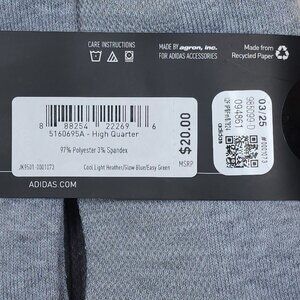 CARE INSTRUCTIONS
MADE BY agron, inc.
FOR ADIDAS ACCESSORIES
Made from
Recycled Paper
8 88254 22269 6
5160695A - High Quarter
97% Polyester 3% Spandex
$20.00
MSRP
JK9501-0001073
Cool Light Heather/Glow Blue/Easy Green
ADIDAS.COM
03/25
adidas